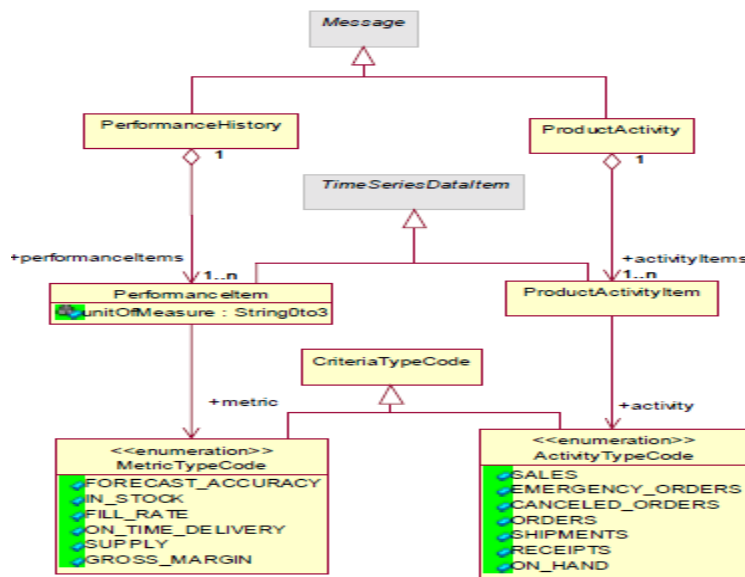 Message
PerformanceHistory
ProductActivity
1
1
TimeSeriesDataItem
+performanceItems
+activityItems
1..n
1..n
PerformanceItem
unitOfMeasure : String0to3
ProductActivityItem
CriteriaTypeCode
+metric
+activity
<<enumeration>>
MetricTypeCode
FORECAST_ACCURACY
IN_STOCK
FILL_RATE
ON_TIME_DELIVERY
SUPPLY
GROSS_MARGIN
<<enumeration>>
ActivityTypeCode
SALES
EMERGENCY_ORDERS
CANCELED_ORDERS
ORDERS
SHIPMENTS
RECEIPTS
ON_HAND